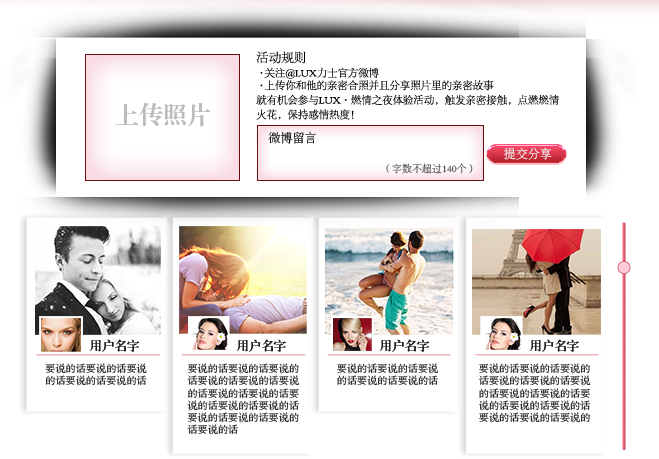 上传照片
活动规则
·关注@LUX力士官方微博
·上传你和他的亲密合照并且分享照片里的亲密故事
就有机会参与LUX·燃情之夜体验活动，触发亲密接触，点燃燃情
火花，保持感情热度！
微博留言
（字数不超过140个）
提交分享
用户名字
要说的话要说的话要说
的话要说的话要说的话
用户名字
要说的话要说的话要说的
话要说的话要说的话要说
的话要说的话要说的话要
说的话要说的话要说的话
要说的话要说的话要说的
话要说的话
用户名字
要说的话要说的话要说
的话要说的话要说的话
用户名字
要说的话要说的话要说的
话要说的话要说的话要说
的话要说的话要说的话要
说的话要说的话要说的话
要说的话要说的话要说的